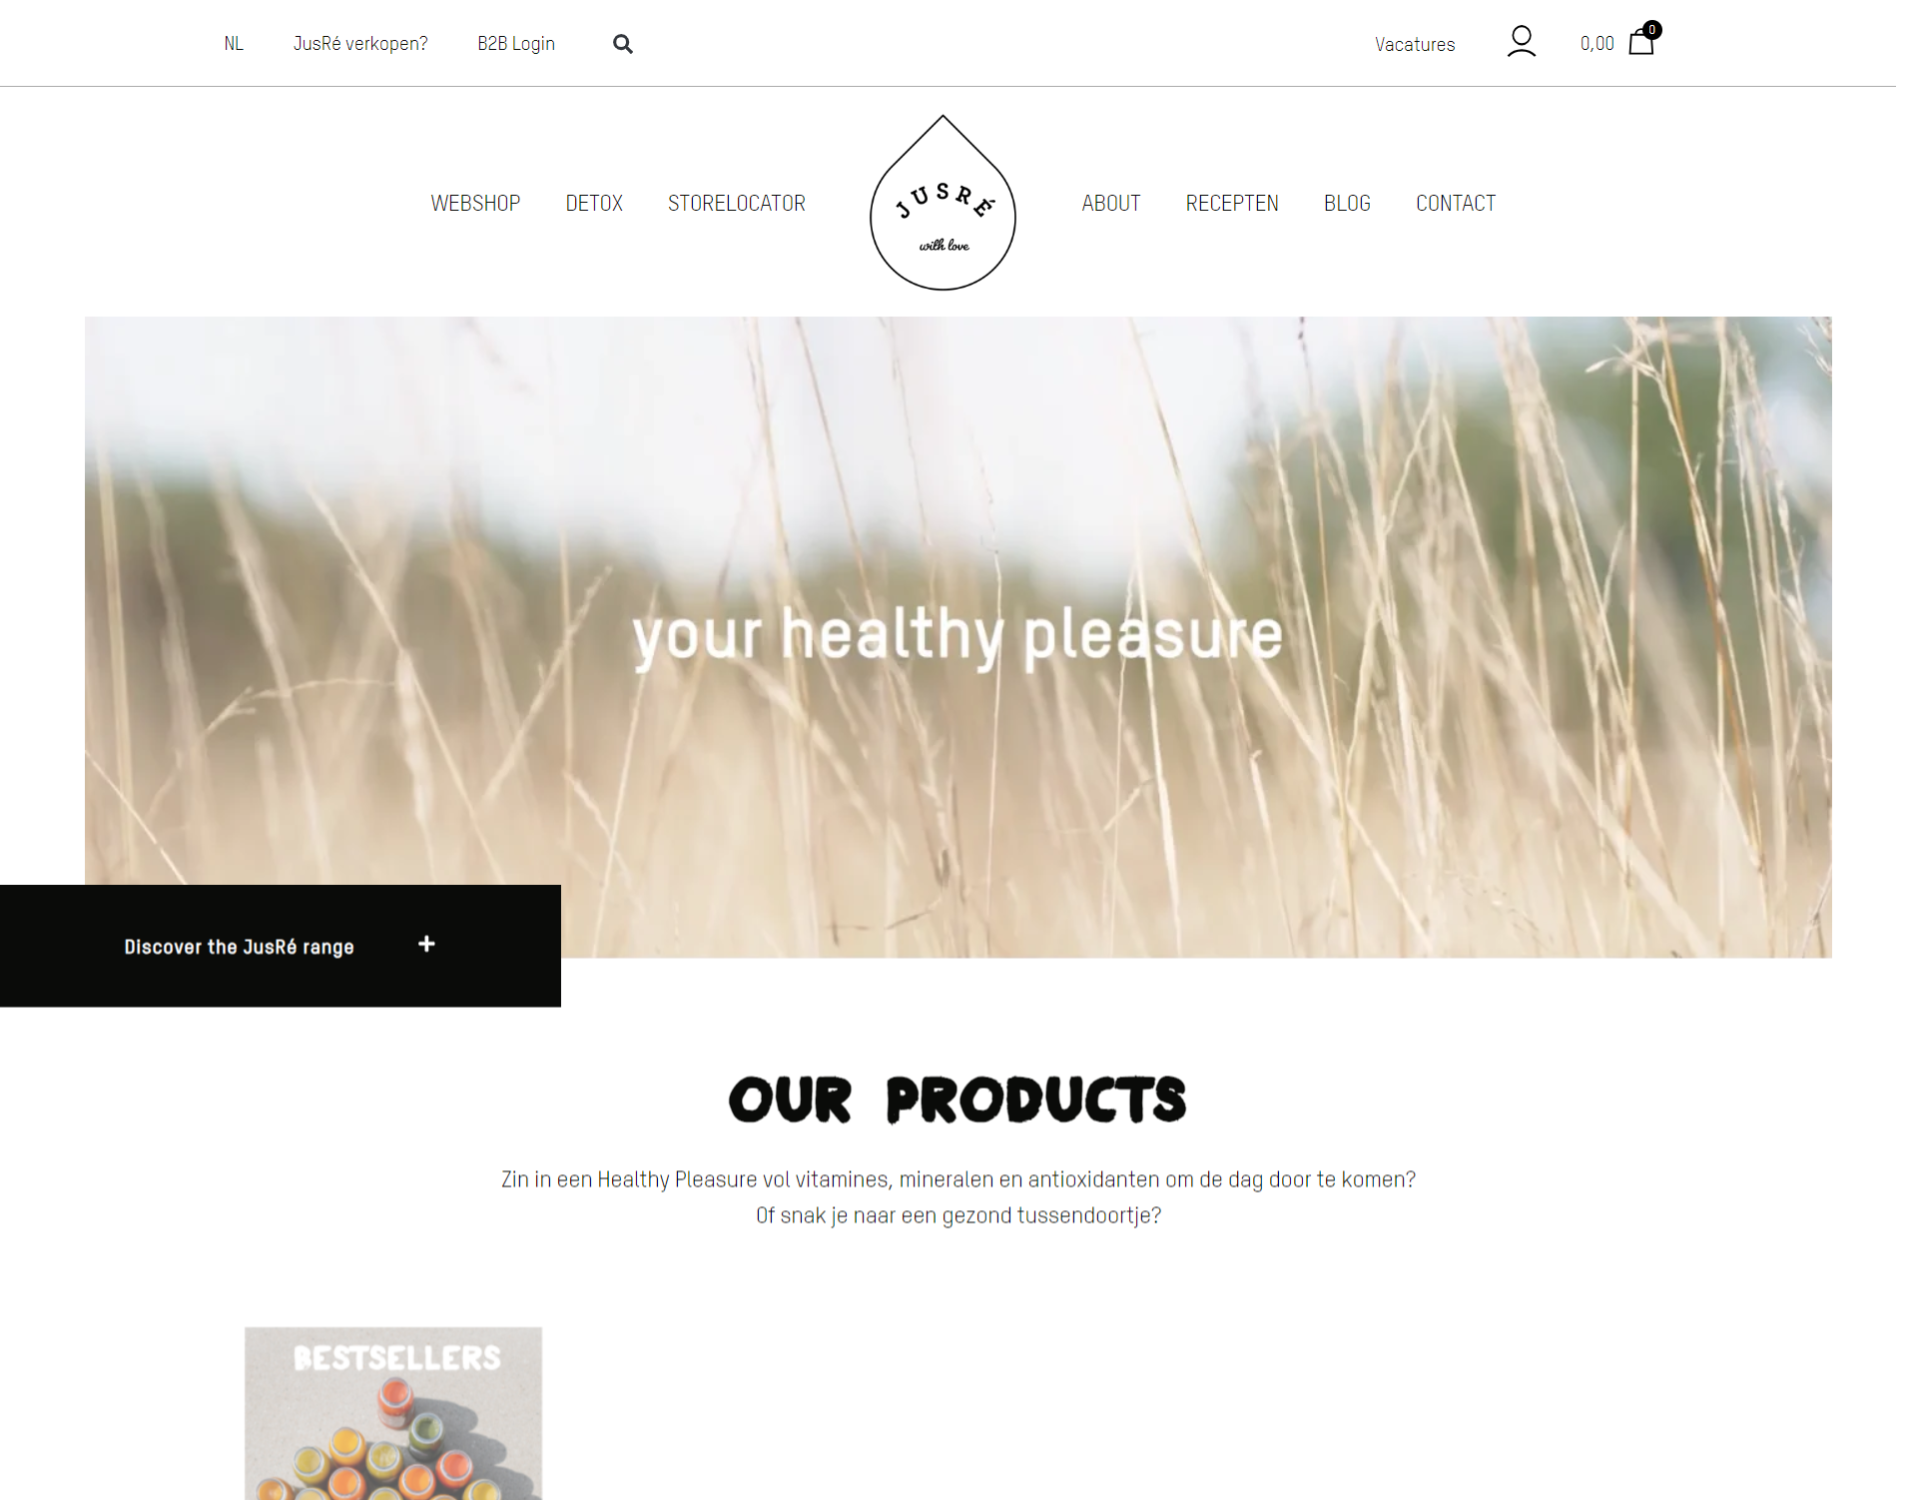 NL
JusRé verkopen?
B2B Login
Vacatures
0,00
0
WEBSHOP
DETOX
STORELOCATOR
JUSRÉ
with love
ABOUT
RECEPTEN
BLOG
CONTACT
your healthy pleasure
Discover the JusRé range
+
OUR PRODUCTS
Zin in een Healthy Pleasure vol vitamines, mineralen en antioxidanten om de dag door te komen?
Of snak je naar een gezond tussendoortje?
BESTSELLERS